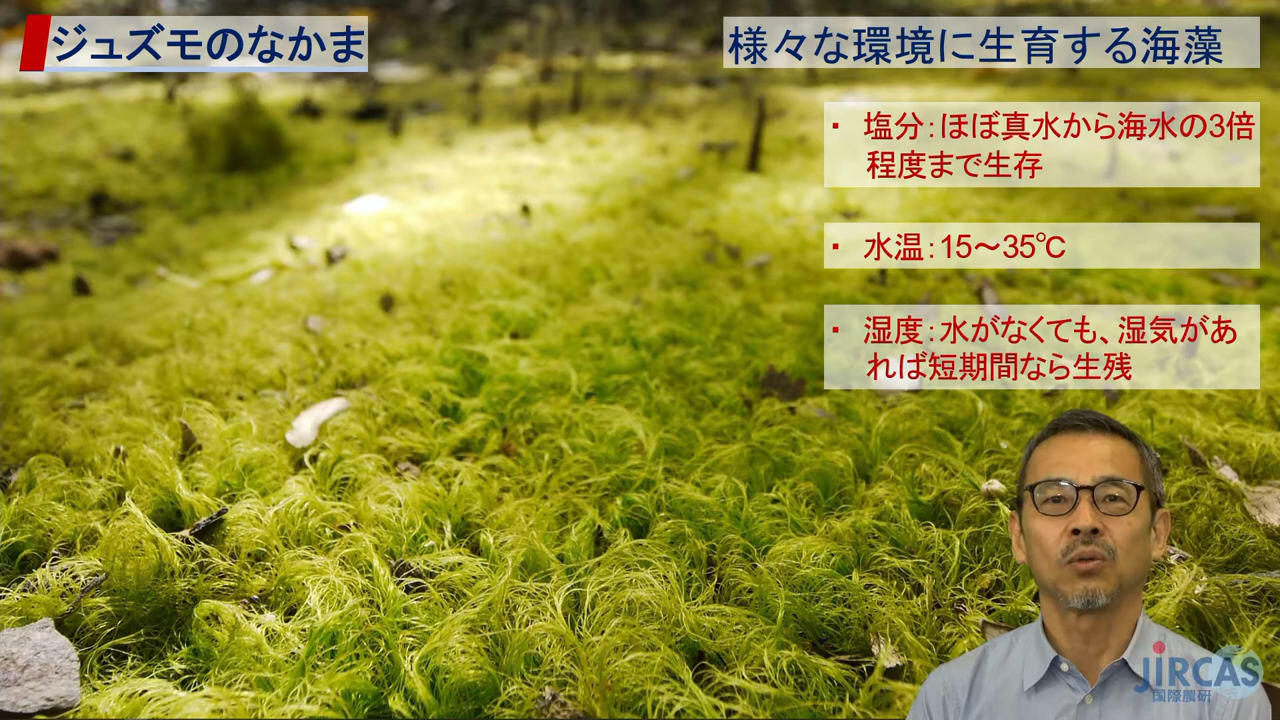 ジュズモのなかま
様々な環境に生育する海藻
・ 塩分：ほぼ真水から海水の3倍
程度まで生存
・ 水温：15～35℃
・ 湿度：水がなくても、湿気があ
れば短期間なら生残
JIRCAS
国際農研